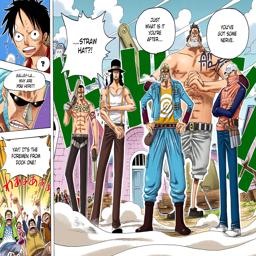 YOU'VE GOT
SOME NERVE.
JUST WHAT
IS IT
YOU'RE
AFTER...
...STRAW
HAT?!
?
WHY ARE
YOU HERE?!
YAY! IT'S THE
FOREMEN FROM
DOCK ONE!